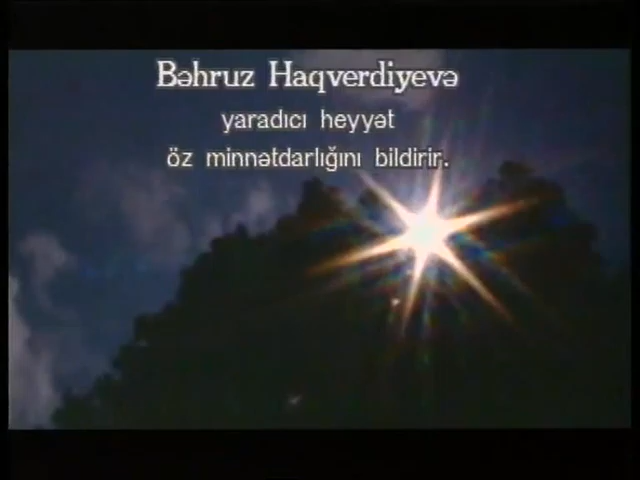 Bəhruz Haqverdiyevə
yaradıcı heyyət
öz minnətdarlığını bildirir.